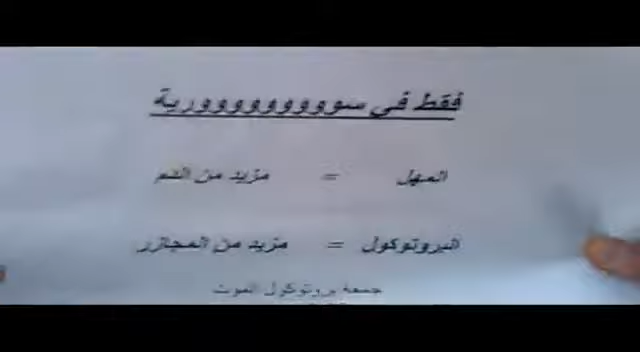 فقط في سوووووووووورية
المهل = مزيد من الدم
البروتوكول = مزيد من المجازر
جمعة بروتوكول الموت